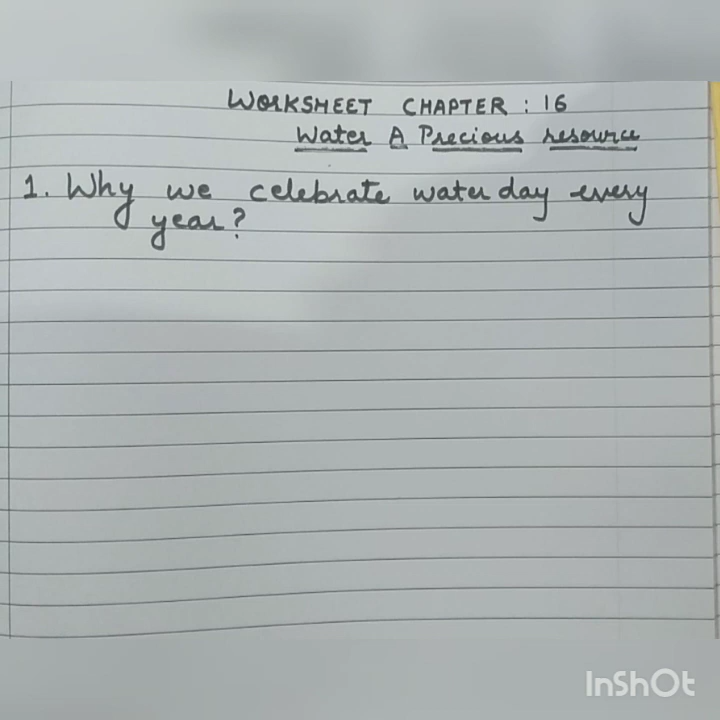 WORKSHEET CHAPTER : 16
Water A Precious resource
1. Why we celebrate water day every
year?
InShOt